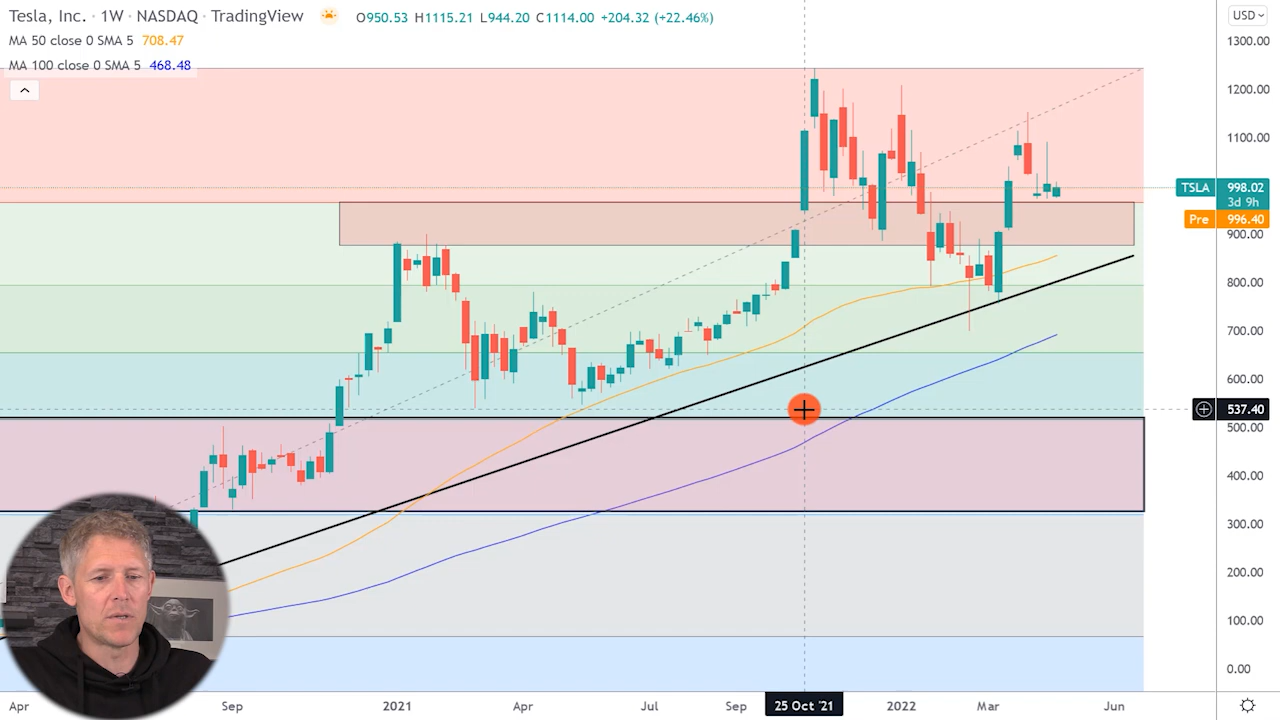 Tesla, Inc. · 1W · NASDAQ · TradingView O950.53 H1115.21 L944.20 C1114.00 +204.32 (+22.46%)
MA 50 close 0 SMA 5 708.47
MA 100 close 0 SMA 5 468.48
USD
1300.00
1200.00
1100.00
TSLA 998.02
3d 9h
Pre 996.40
900.00
800.00
700.00
600.00
537.40
500.00
400.00
300.00
200.00
100.00
0.00
Apr Sep 2021 Apr Jul Sep 25 Oct '21 2022 Mar Jun